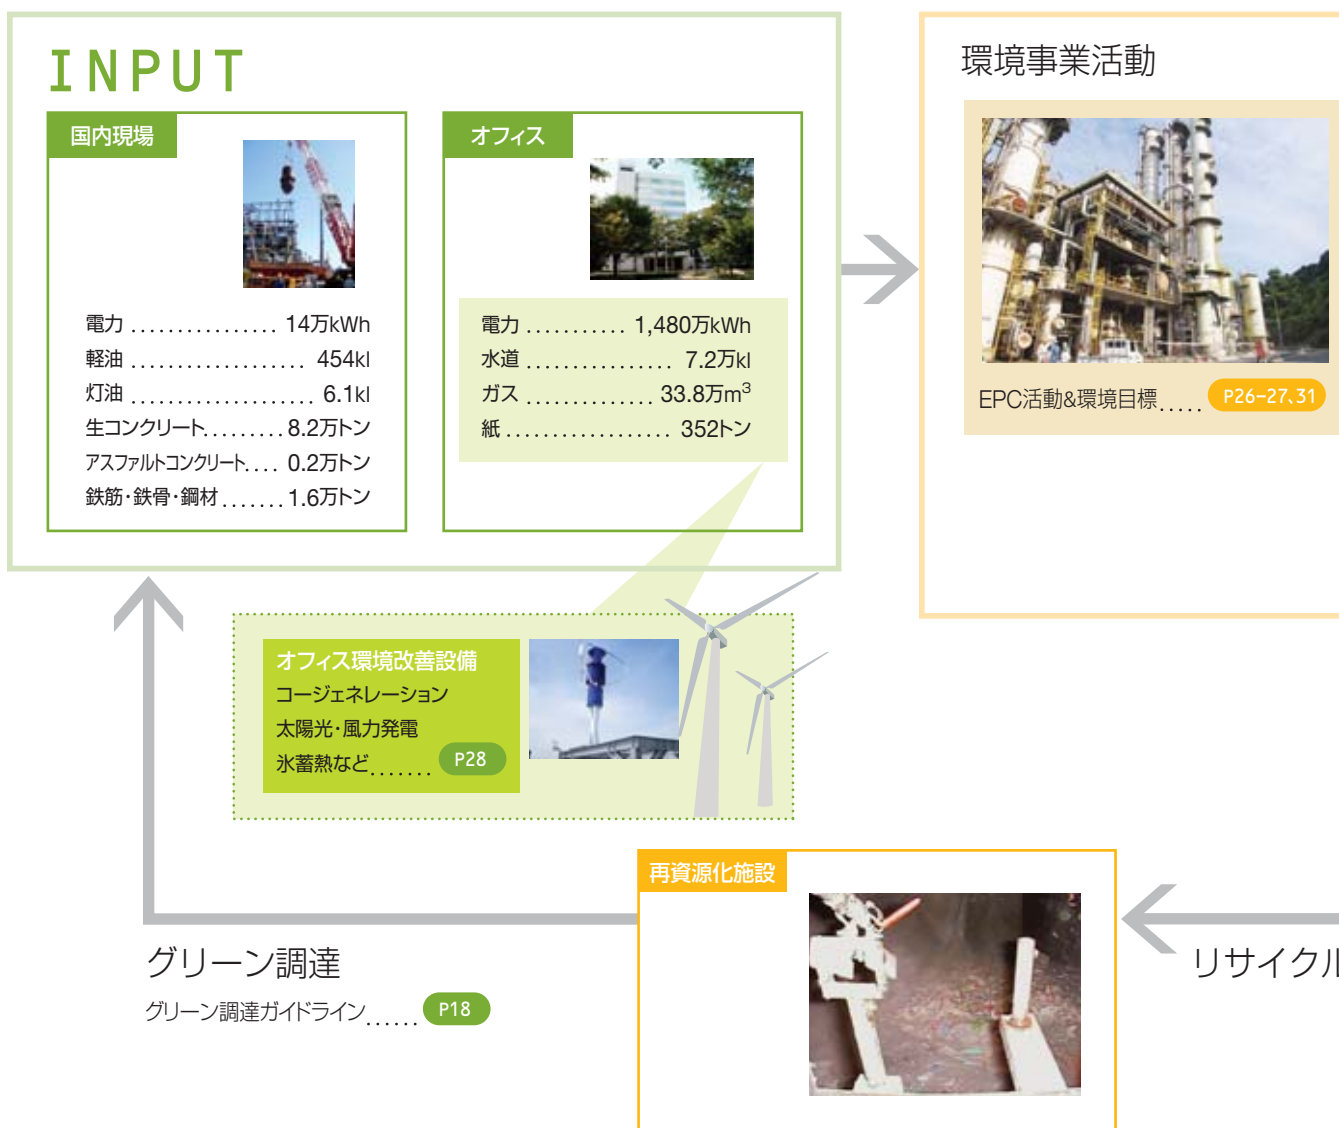 INPUT
国内現場
電力 ................ 14万kWh
軽油 ................... 454kl
灯油 .................... 6.1kl
生コンクリート......... 8.2万トン
アスファルトコンクリート.... 0.2万トン
鉄筋・鉄骨・鋼材 ....... 1.6万トン
オフィス
電力 ........... 1,480万kWh
水道 ................ 7.2万kl
ガス .............. 33.8万m³
紙 .................. 352トン
環境事業活動
EPC活動&環境目標..... P26-27、31
オフィス環境改善設備
コージェネレーション
太陽光・風力発電
氷蓄熱など....... P28
再資源化施設
グリーン調達
グリーン調達ガイドライン...... P18
リサイクル